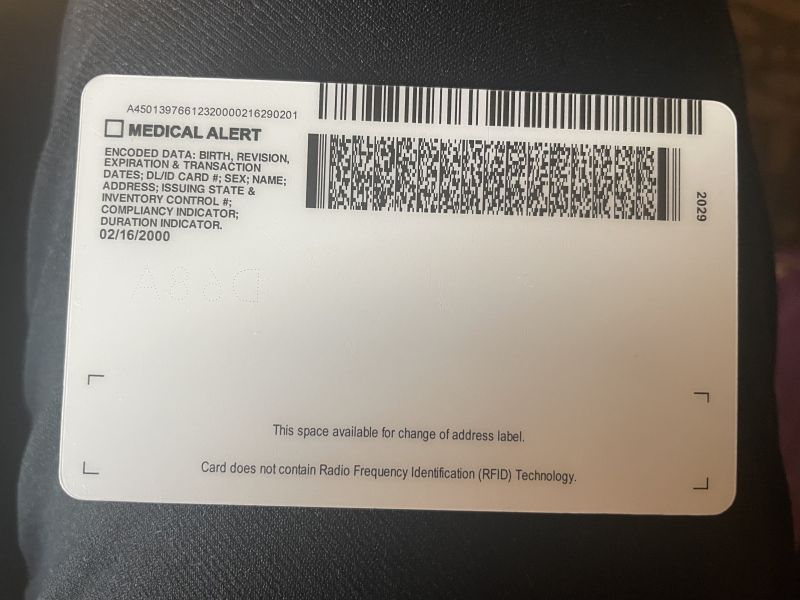 A4501397661232000021629​0201
MEDICAL ALERT
ENCODED DATA: BIRTH, REVISION,
EXPIRATION & TRANSACTION
DATES; DL/ID CARD #; SEX; NAME;
ADDRESS; ISSUING STATE &
INVENTORY CONTROL #;
COMPLIANCY INDICATOR;
DURATION INDICATOR.
02/16/2000
2029
This space available for change of address label.
Card does not contain Radio Frequency Identification (RFID) Technology.